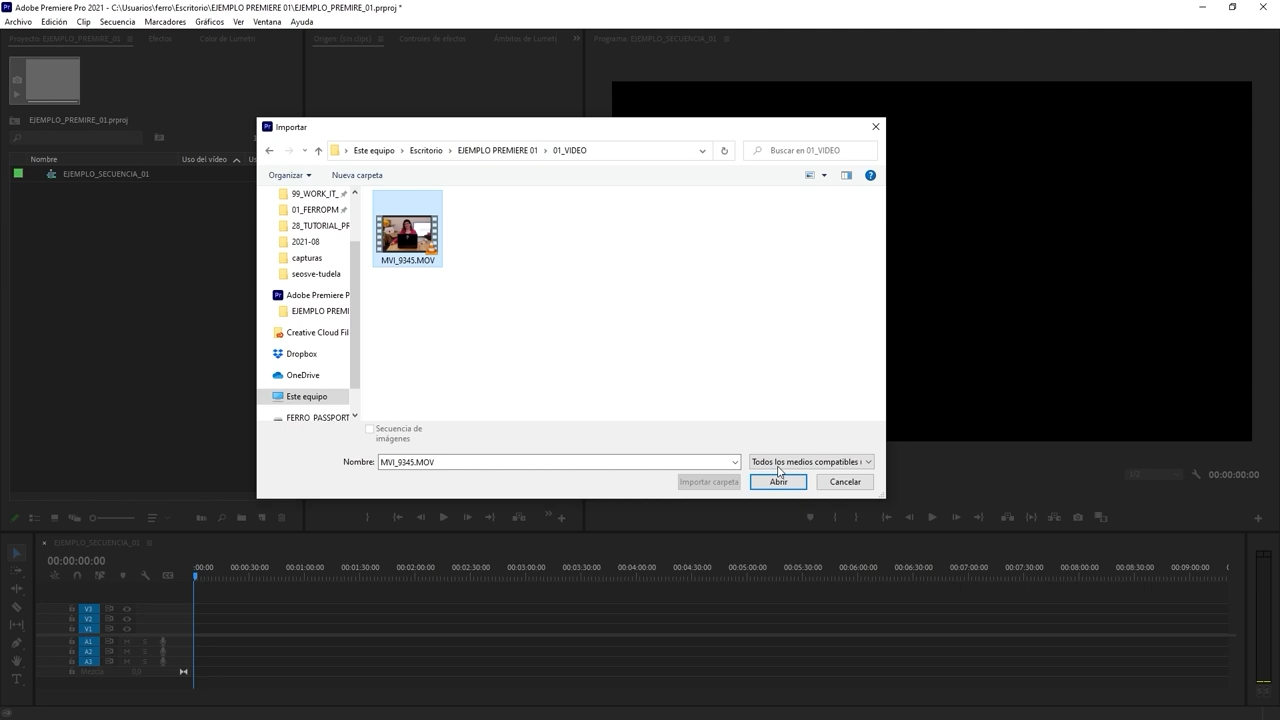 Adobe Premiere Pro 2021 - C:\Usuarios\ferro\Escritorio\EJEMPLO PREMIERE 01\EJEMPLO_PREMIRE_01.prproj *
Archivo Edición Clip Secuencia Marcadores Gráficos Ver Ventana Ayuda
Proyecto: EJEMPLO_PREMIRE_01 Efectos Color de Lumetri Origen: (sin clips) Controles de efectos Ámbitos de Lumetri Programa: EJEMPLO_SECUENCIA_01
EJEMPLO_PREMIRE_01.prproj
Nombre Uso del vídeo Us
EJEMPLO_SECUENCIA_01
Importar
Este equipo Escritorio EJEMPLO PREMIERE 01 01_VIDEO Buscar en 01_VIDEO
Organizar Nueva carpeta
99_WORK_IT_
01_FERROPM
28_TUTORIAL_PR
2021-08
capturas
seosve-tudela
Adobe Premiere P
EJEMPLO PREMI
Creative Cloud Fil
Dropbox
OneDrive
Este equipo
FERRO_PASSPORT
MVI_9345.MOV
Secuencia de
imágenes
Nombre: MVI_9345.MOV Todos los medios compatibles
Importar carpeta Abrir Cancelar
1/2 00:00:00:00
EJEMPLO_SECUENCIA_01
00:00:00:00
:00:00 00:00:30:00 00:01:00:00 00:01:30:00 00:02:00:00 00:02:30:00 00:03:00:00 00:03:30:00 00:04:00:00 00:04:30:00 00:05:00:00 00:05:30:00 00:06:00:00 00:06:30:00 00:07:00:00 00:07:30:00 00:08:00:00 00:08:30:00 00:09:00:00
V3
V2
V1
A1 M S
A2 M S
A3 M S
Mezcla 0,0